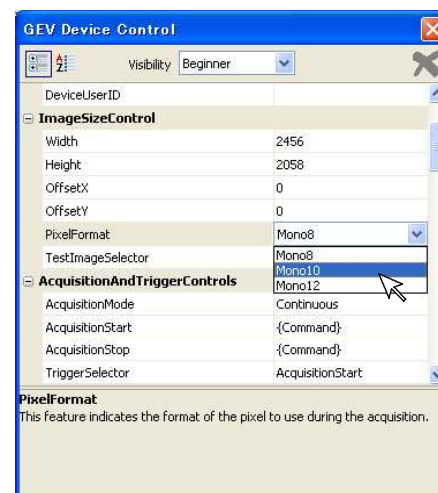 GEV Device Control
Visibility Beginner
DeviceUserID
ImageSizeControl
Width 2456
Height 2058
OffsetX 0
OffsetY 0
PixelFormat Mono8
TestImageSelector Mono8
Mono10
Mono12
AcquisitionAndTriggerControls
AcquisitionMode Continuous
AcquisitionStart {Command}
AcquisitionStop {Command}
TriggerSelector AcquisitionStart
PixelFormat
This feature indicates the format of the pixel to use during the acquisition.